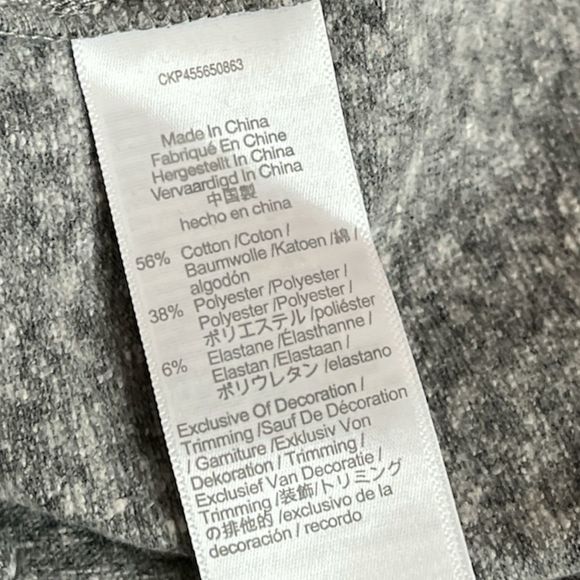 CKP455650863
Made In China
Fabriqué En Chine
Hergestellt In China
Vervaardigd In China
中国製
hecho en china
56% Cotton /Coton /
Baumwolle /Katoen /綿 /
algodón
38% Polyester /Polyester /
Polyester /Polyester /
ポリエステル /poliéster
6% Elastane /Élasthanne /
Elastan /Elastaan /
ポリウレタン /elastano
Exclusive Of Decoration /
Trimming /Sauf De Décoration
/ Garniture /Exklusiv Von
Dekoration / Trimming /
Exclusief Van Decoratie /
Trimming /装飾/トリミング
の排他的 /exclusivo de la
decoración / recordo